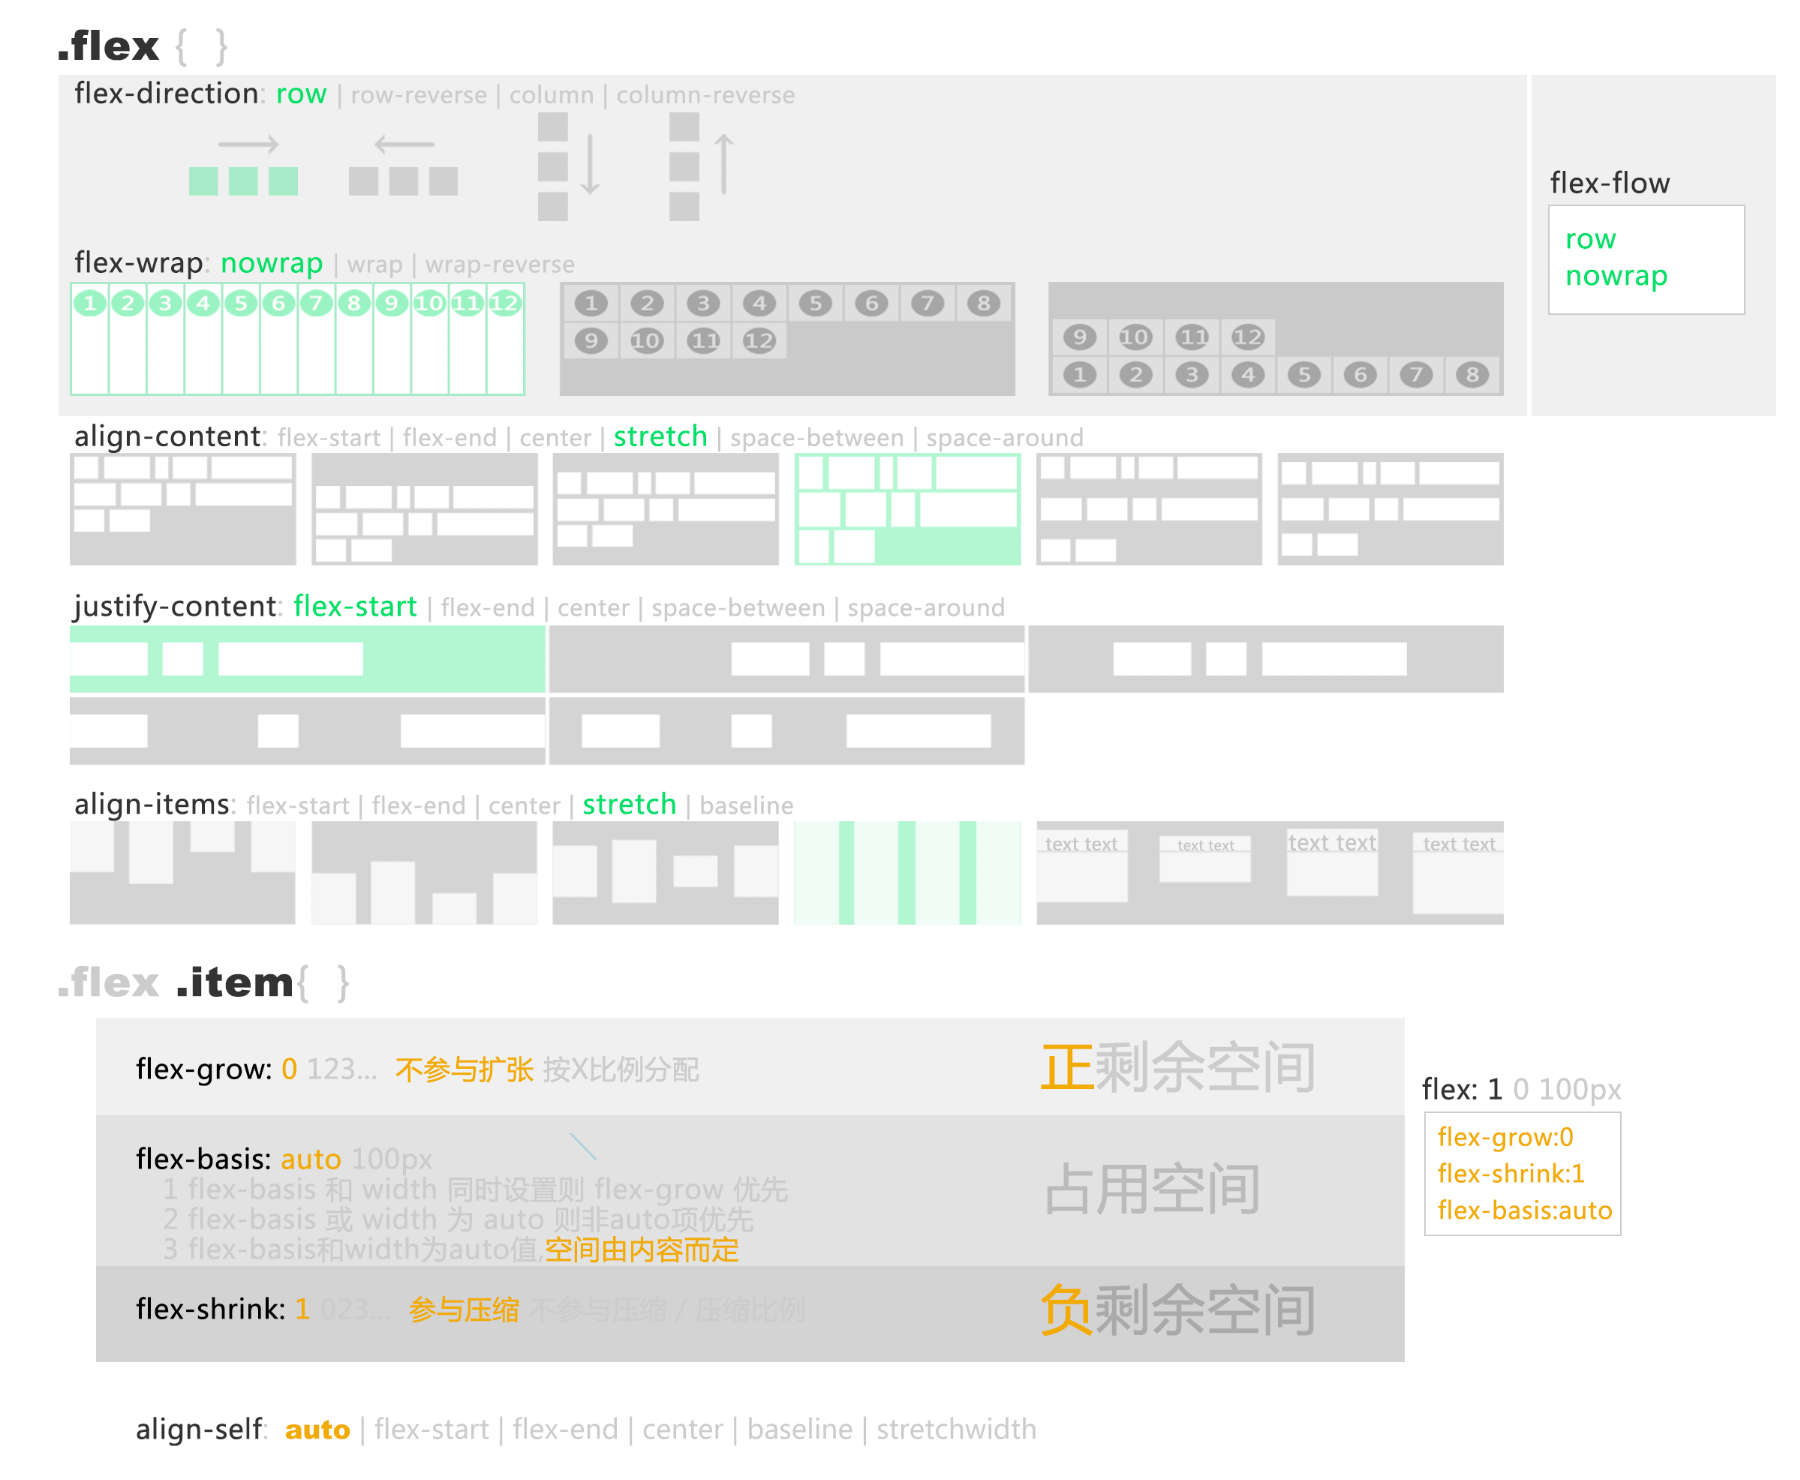 .flex { }
flex-direction: row | row-reverse | column | column-reverse
flex-wrap: nowrap | wrap | wrap-reverse
1 2 3 4 5 6 7 8 9 10 11 12
1 2 3 4 5 6 7 8
9 10 11 12
9 10 11 12
1 2 3 4 5 6 7 8
flex-flow
row
nowrap
align-content: flex-start | flex-end | center | stretch | space-between | space-around
justify-content: flex-start | flex-end | center | space-between | space-around
align-items: flex-start | flex-end | center | stretch | baseline
text text text text text text text text
.flex .item{ }
flex-grow: 0 123... 不参与扩张 按X比例分配
正剩余空间
flex-basis: auto 100px
1 flex-basis 和 width 同时设置则 flex-grow 优先
2 flex-basis 或 width 为 auto 则非auto项优先
3 flex-basis和width为auto值,空间由内容而定
占用空间
flex-shrink: 1 023... 参与压缩 不参与压缩 / 压缩比例
负剩余空间
flex: 1 0 100px
flex-grow:0
flex-shrink:1
flex-basis:auto
align-self: auto | flex-start | flex-end | center | baseline | stretchwidth